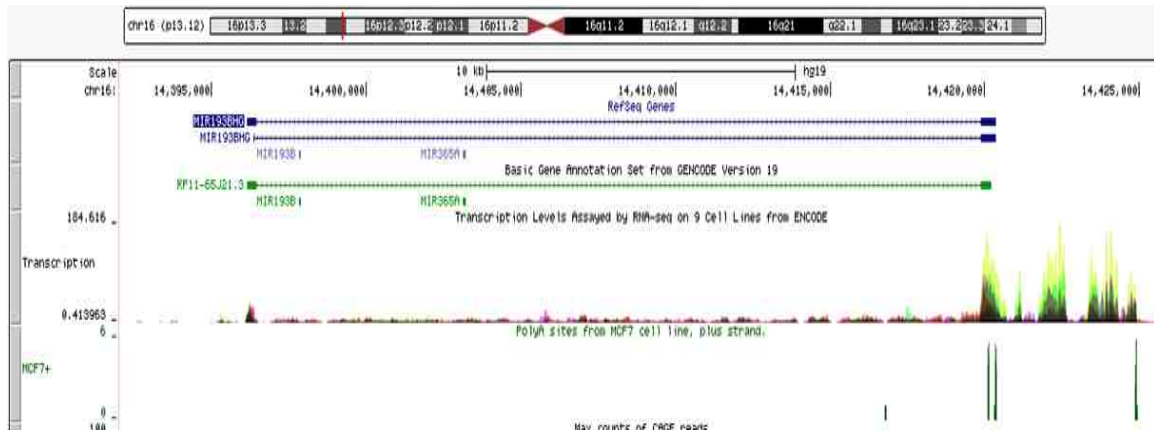 chr16 (p13.12) 16p13.3 13.2 16p12.3 p12.2 p12.1 16p11.2 16q11.2 16q12.1 q12.2 16q21 q22.1 16q23.1 23.2 23.3 24.1
Scale 10 kb hg19
chr16: 14,395,000 14,400,000 14,405,000 14,410,000 14,415,000 14,420,000 14,425,000
RefSeq Genes
MIR193BHG
MIR193BHG
MIR193B MIR365A
Basic Gene Annotation Set from GENCODE Version 19
RP11-65J21.3
MIR193B MIR365A
Transcription Levels Assayed by RNA-seq on 9 Cell Lines from ENCODE
184.616 _
Transcription
0.413963 _
PolyA sites from MCF7 cell line, plus strand.
6 _
MCF7+
0 _
Max counts of CAGE reads
100 _